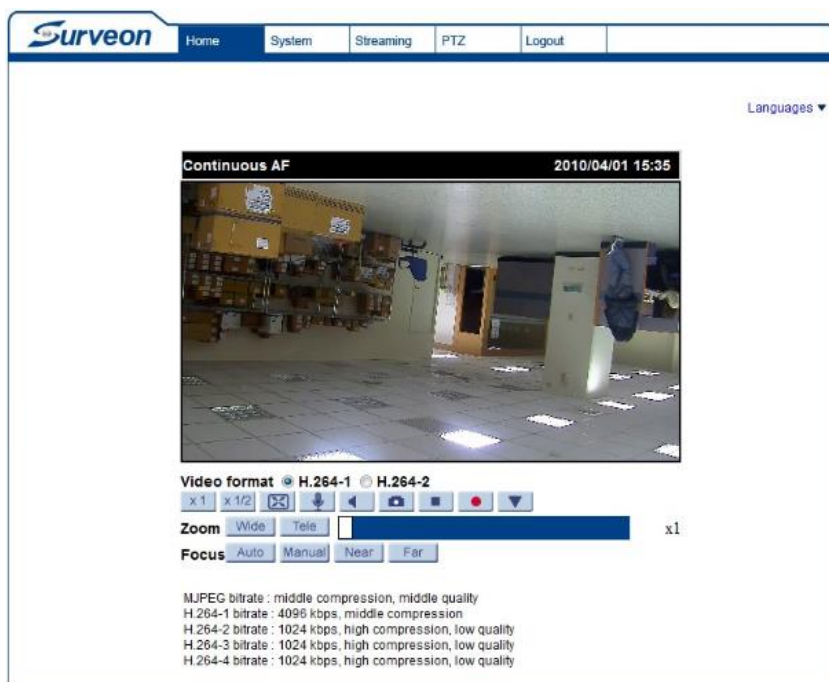 Surveon
Home System Streaming PTZ Logout
Languages
Continuous AF 2010/04/01 15:35
Video format H.264-1 H.264-2
x 1 x 1/2
Zoom Wide Tele x1
Focus Auto Manual Near Far
MJPEG bitrate : middle compression, middle quality
H.264-1 bitrate : 4096 kbps, middle compression
H.264-2 bitrate : 1024 kbps, high compression, low quality
H.264-3 bitrate : 1024 kbps, high compression, low quality
H.264-4 bitrate : 1024 kbps, high compression, low quality